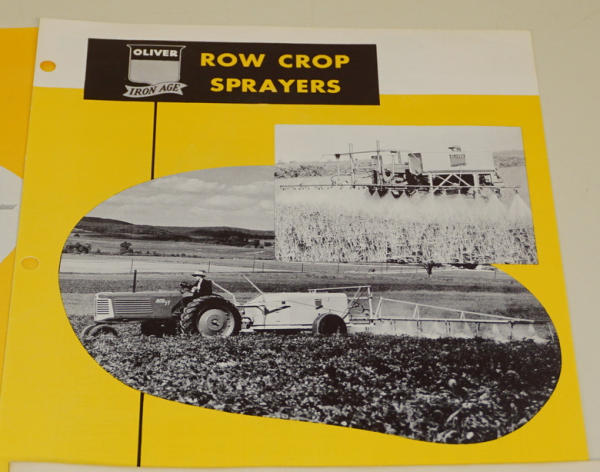 OLIVER
IRON AGE
ROW CROP
SPRAYERS